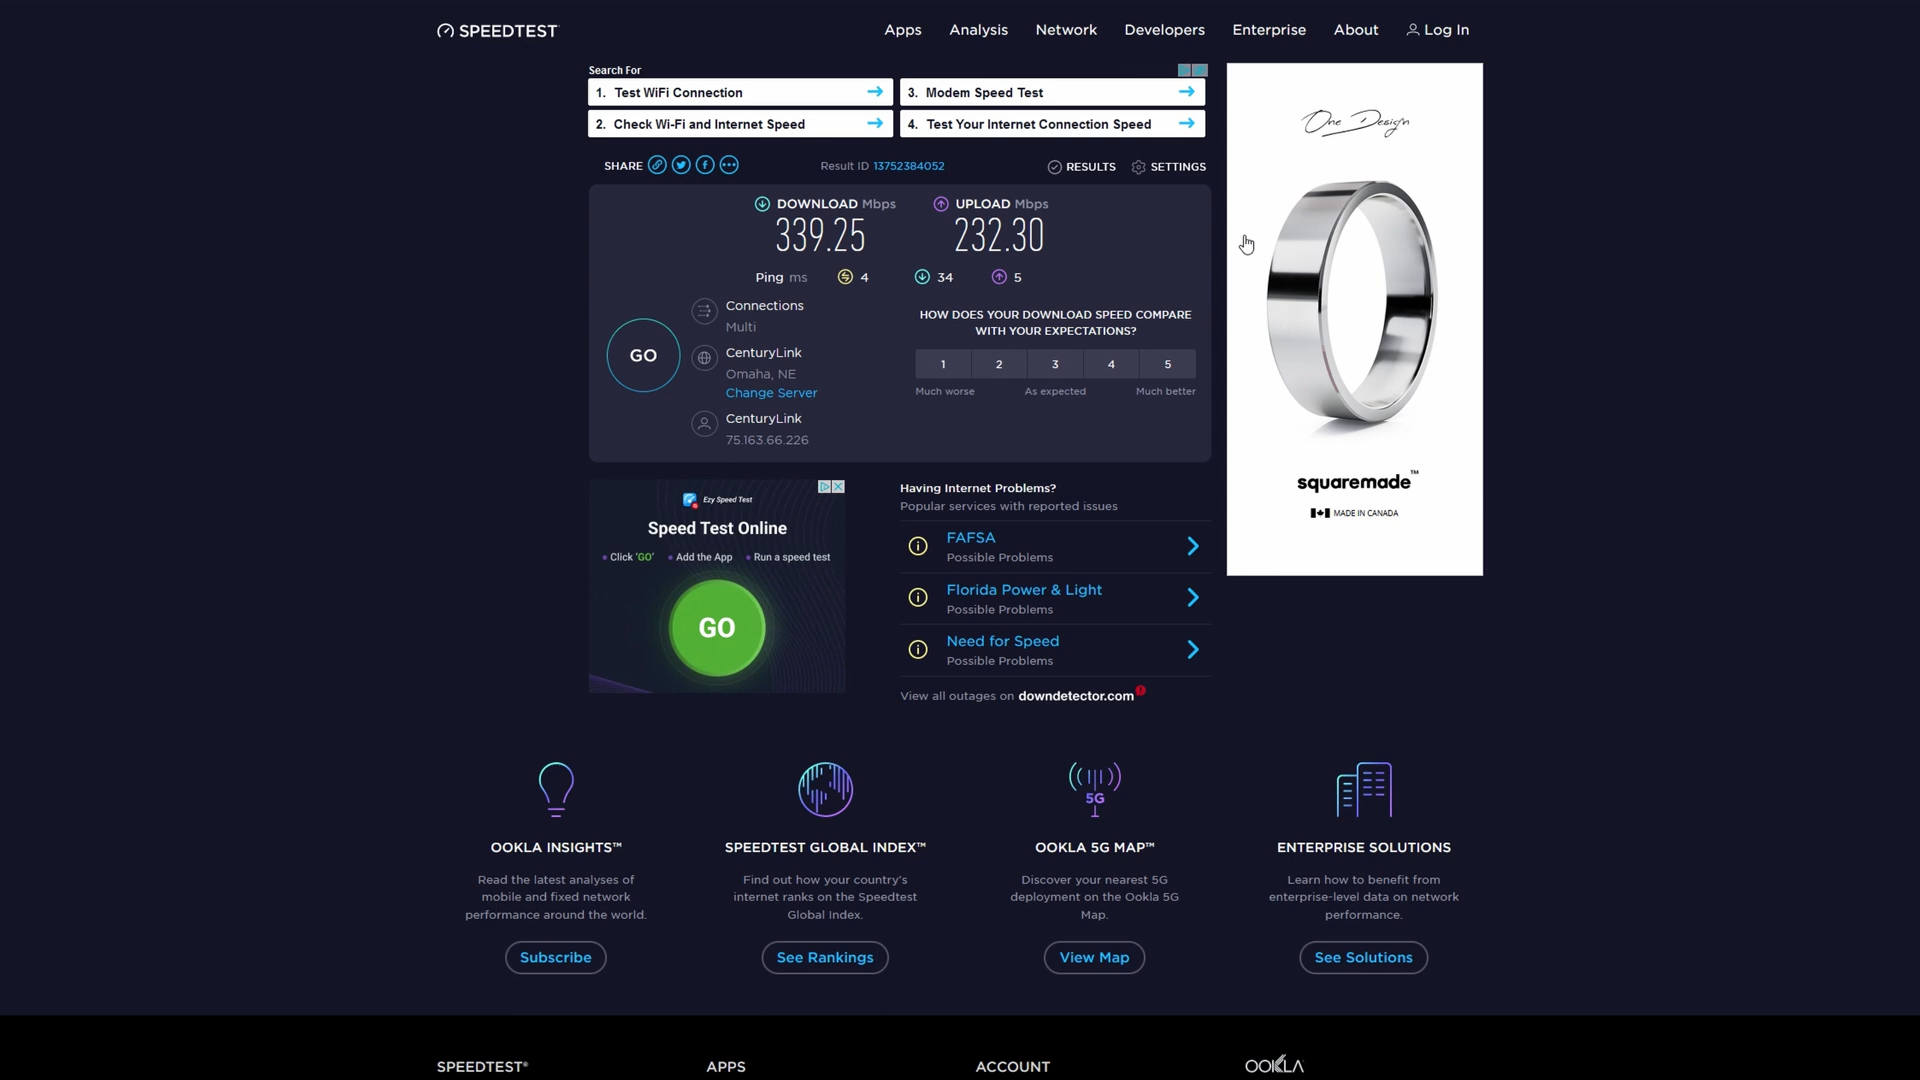 SPEEDTEST
Apps Analysis Network Developers Enterprise About Log In
Search For
1. Test WiFi Connection
2. Check Wi-Fi and Internet Speed
3. Modem Speed Test
4. Test Your Internet Connection Speed
SHARE Result ID 13752384052 RESULTS SETTINGS
DOWNLOAD Mbps
339.25
UPLOAD Mbps
232.30
Ping ms 4 34 5
GO
Connections
Multi
CenturyLink
Omaha, NE
Change Server
CenturyLink
75.163.66.226
HOW DOES YOUR DOWNLOAD SPEED COMPARE
WITH YOUR EXPECTATIONS?
1 2 3 4 5
Much worse As expected Much better
One Design
squaremade™
MADE IN CANADA
Ezy Speed Test
Speed Test Online
• Click 'GO' • Add the App • Run a speed test
GO
Having Internet Problems?
Popular services with reported issues
FAFSA
Possible Problems
Florida Power & Light
Possible Problems
Need for Speed
Possible Problems
View all outages on downdetector.com
5G
OOKLA INSIGHTS™
Read the latest analyses of
mobile and fixed network
performance around the world.
Subscribe
SPEEDTEST GLOBAL INDEX™
Find out how your country's
internet ranks on the Speedtest
Global Index.
See Rankings
OOKLA 5G MAP™
Discover your nearest 5G
deployment on the Ookla 5G
Map.
View Map
ENTERPRISE SOLUTIONS
Learn how to benefit from
enterprise-level data on network
performance.
See Solutions
SPEEDTEST® APPS ACCOUNT OOKLA